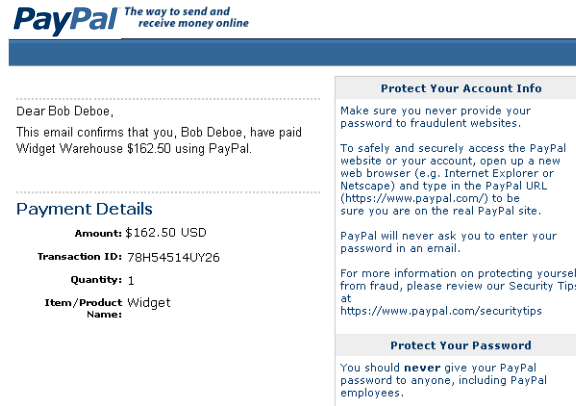 PayPal The way to send and
receive money online
Dear Bob Deboe,
This email confirms that you, Bob Deboe, have paid
Widget Warehouse $162.50 using PayPal.
Payment Details
Amount: $162.50 USD
Transaction ID: 78H54514UY26
Quantity: 1
Item/Product Widget
Name:
Protect Your Account Info
Make sure you never provide your
password to fraudulent websites.
To safely and securely access the PayPal
website or your account, open up a new
web browser (e.g. Internet Explorer or
Netscape) and type in the PayPal URL
(https://www.paypal.com/) to be
sure you are on the real PayPal site.
PayPal will never ask you to enter your
password in an email.
For more information on protecting yoursel
from fraud, please review our Security Tips
at
https://www.paypal.com/securitytips
Protect Your Password
You should never give your PayPal
password to anyone, including PayPal
employees.